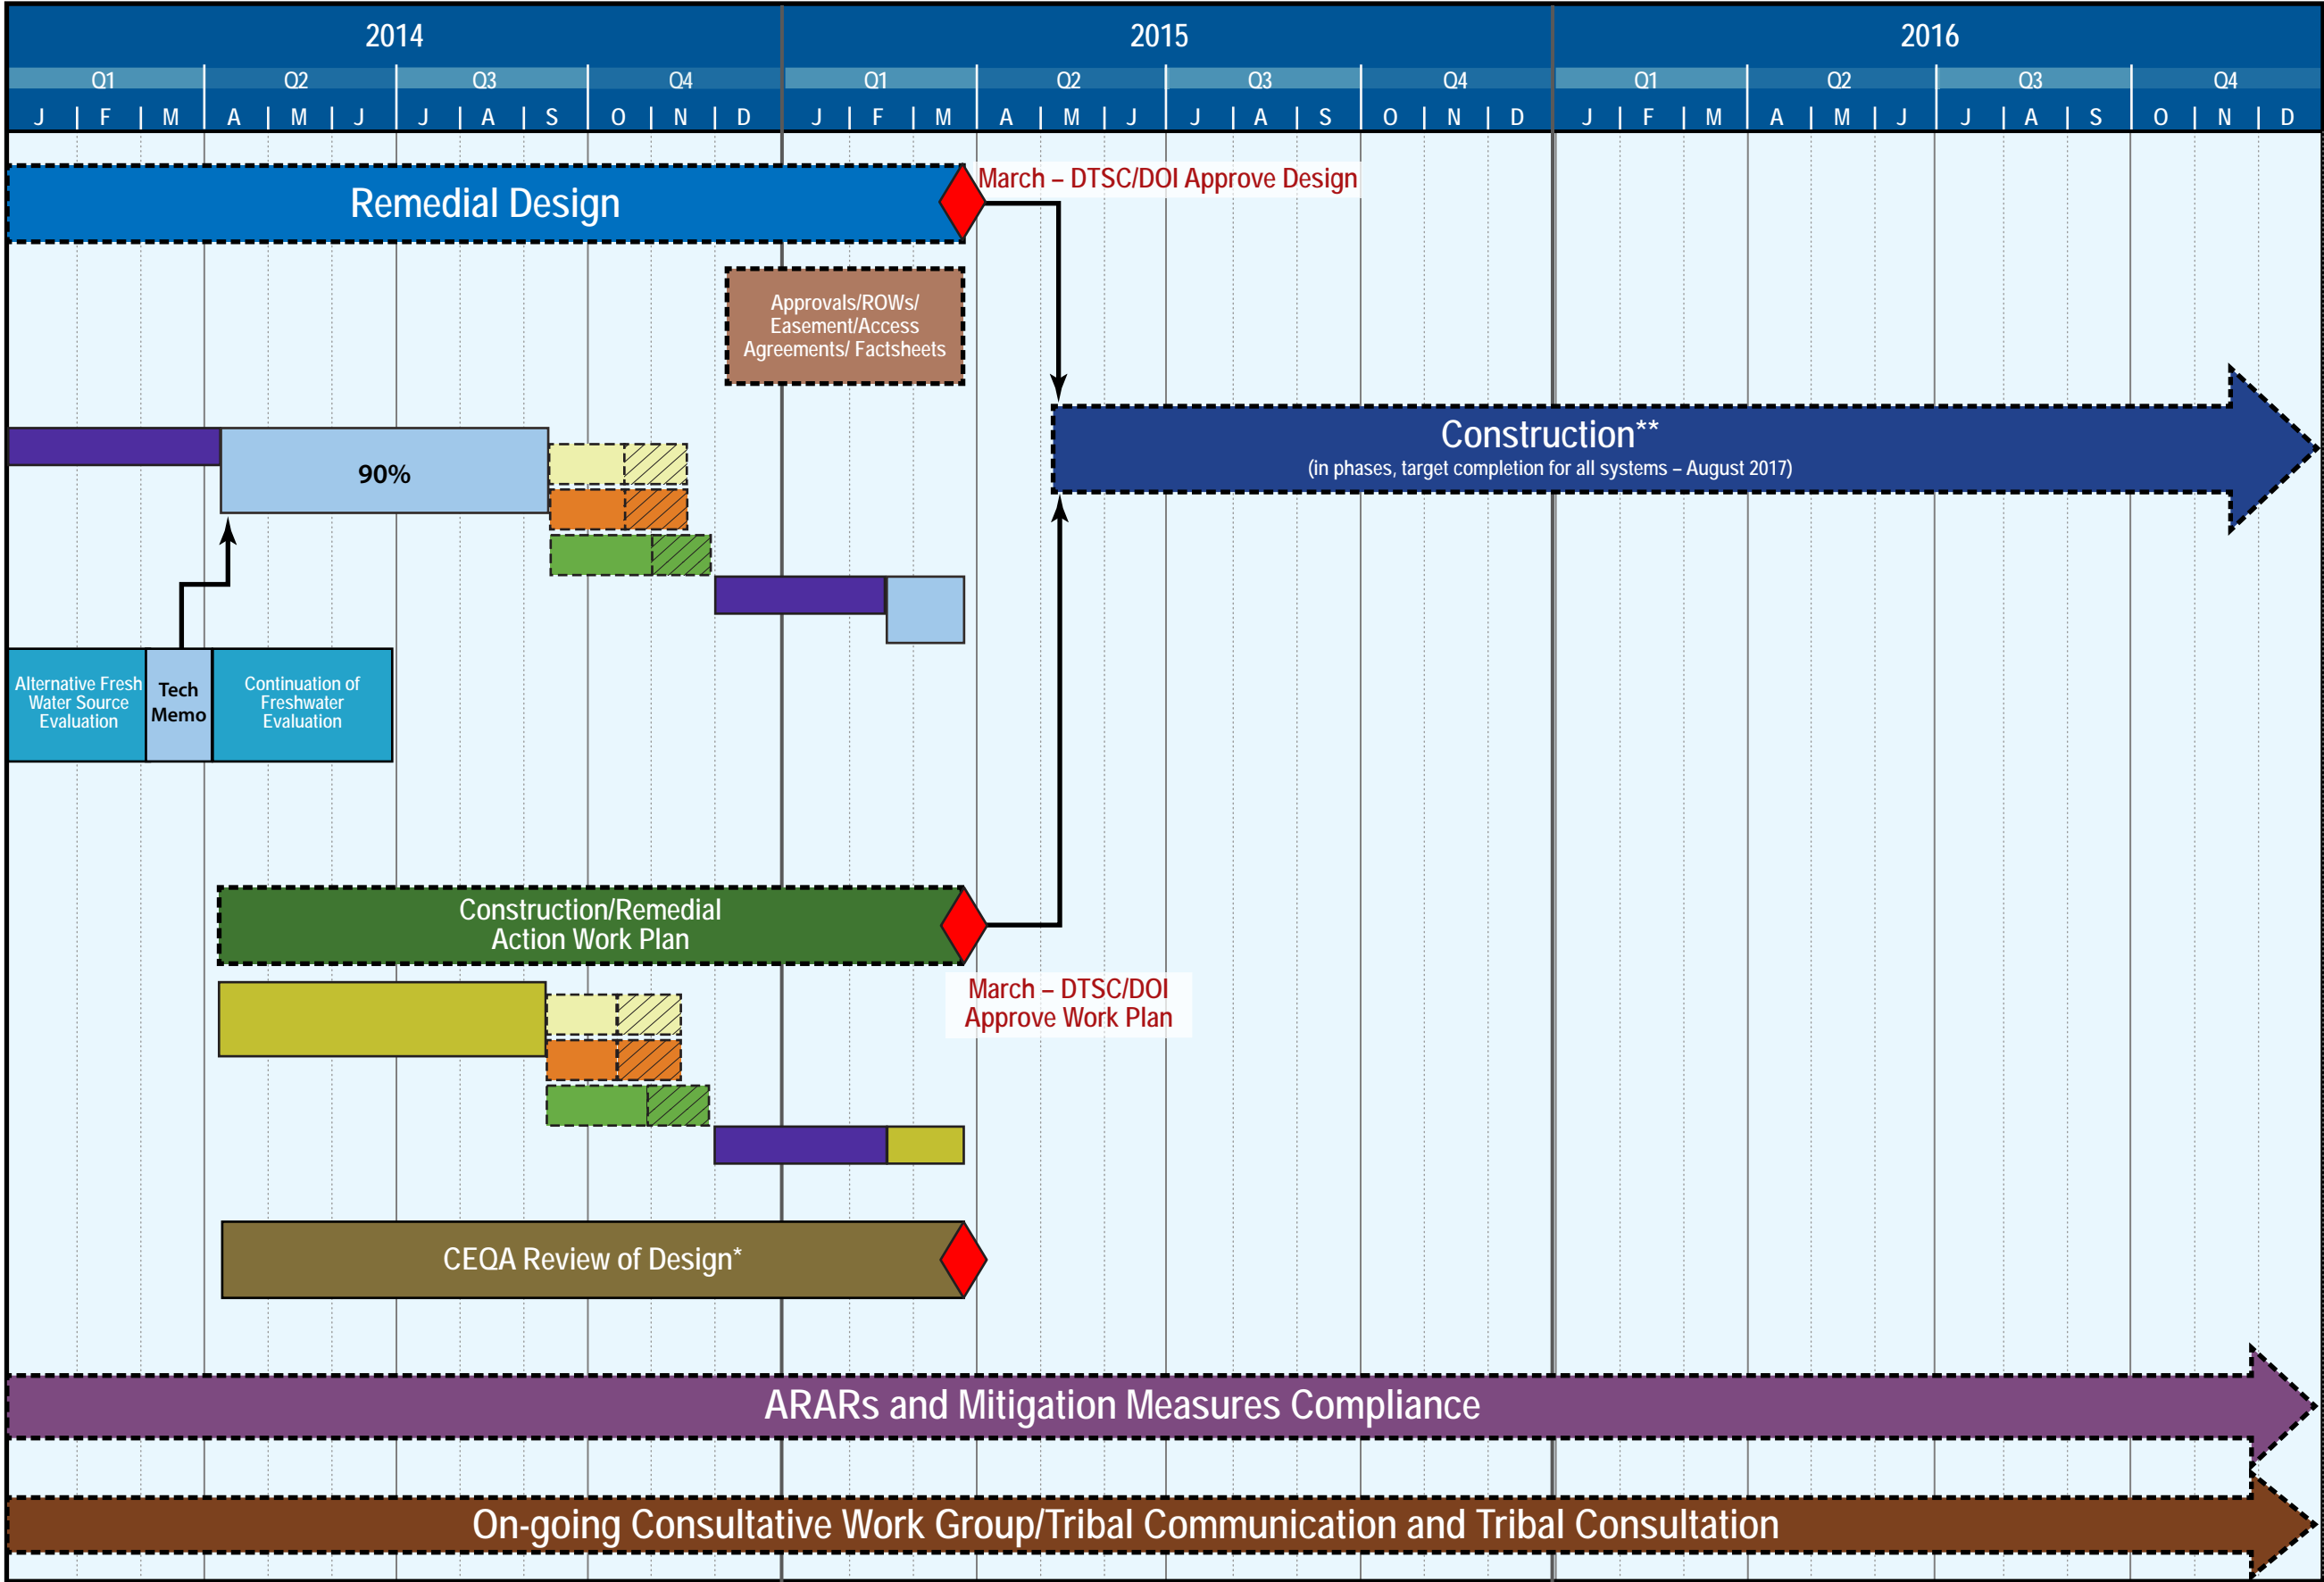 2014 2015 2016
Q1 Q2 Q3 Q4 Q1 Q2 Q3 Q4 Q1 Q2 Q3 Q4
J F M A M J J A S O N D J F M A M J J A S O N D J F M A M J J A S O N D
March – DTSC/DOI Approve Design
Remedial Design
Approvals/ROWs/
Easement/Access
Agreements/ Factsheets
Construction**
(in phases, target completion for all systems – August 2017)
90%
Alternative Fresh
Water Source
Evaluation
Tech
Memo
Continuation of
Freshwater
Evaluation
Construction/Remedial
Action Work Plan
March – DTSC/DOI
Approve Work Plan
CEQA Review of Design*
ARARs and Mitigation Measures Compliance
On-going Consultative Work Group/Tribal Communication and Tribal Consultation